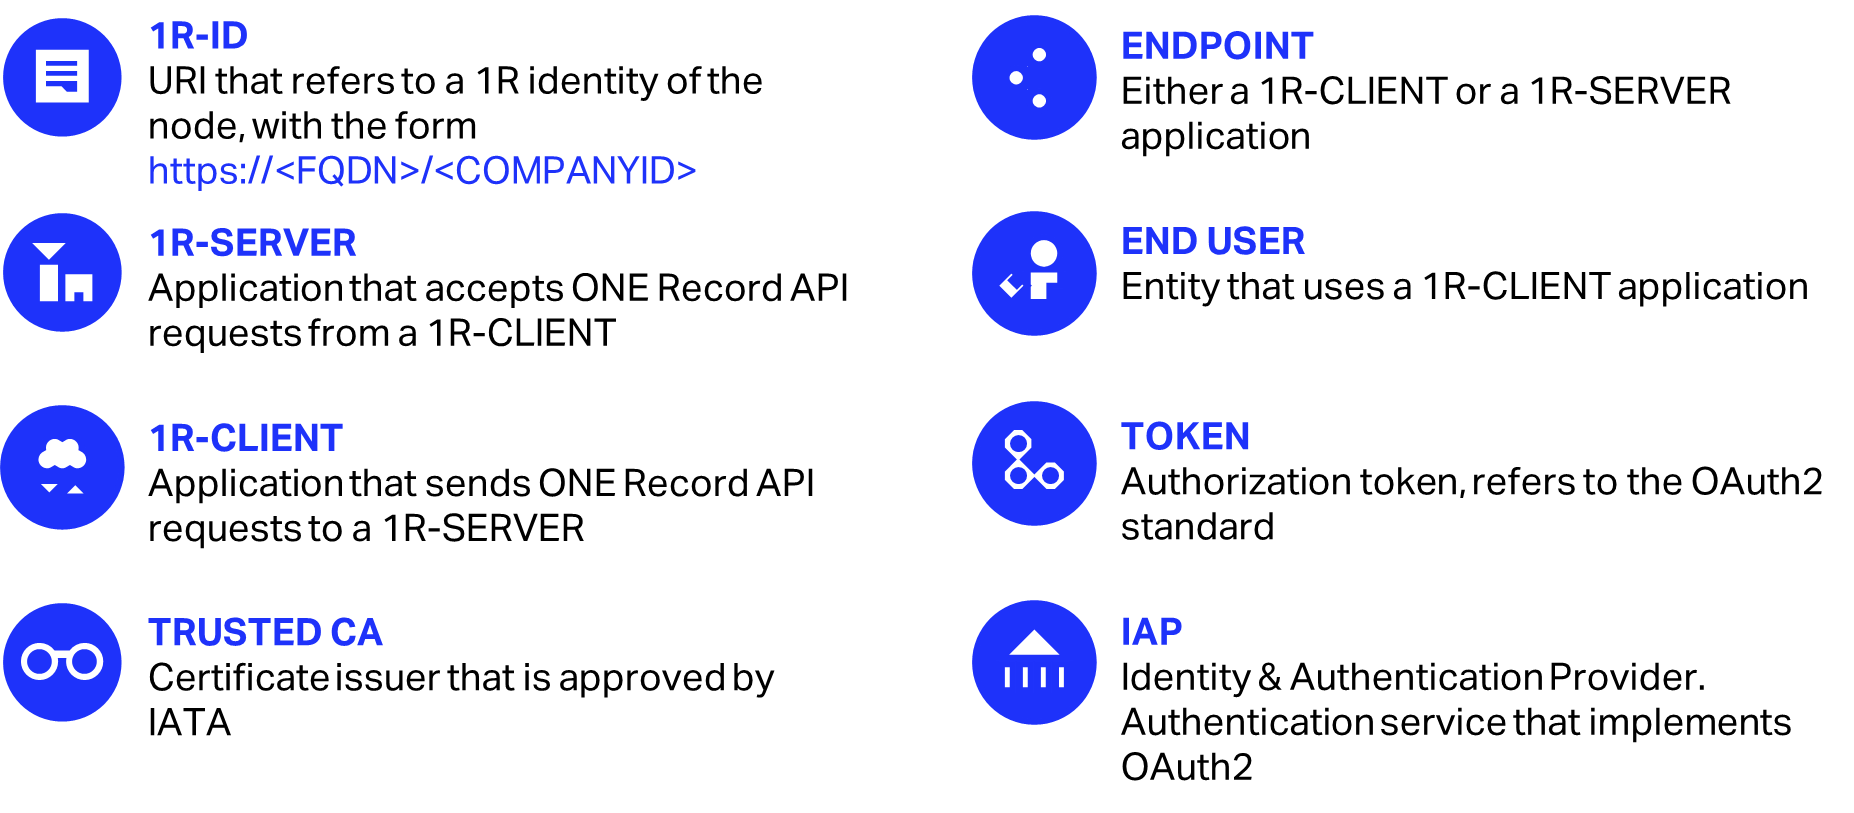 1R-ID
URI that refers to a 1R identity of the
node, with the form
https://<FQDN>/<COMPANYID>
1R-SERVER
Application that accepts ONE Record API
requests from a 1R-CLIENT
1R-CLIENT
Application that sends ONE Record API
requests to a 1R-SERVER
TRUSTED CA
Certificate issuer that is approved by
IATA
ENDPOINT
Either a 1R-CLIENT or a 1R-SERVER
application
END USER
Entity that uses a 1R-CLIENT application
TOKEN
Authorization token, refers to the OAuth2
standard
IAP
Identity & Authentication Provider.
Authentication service that implements
OAuth2